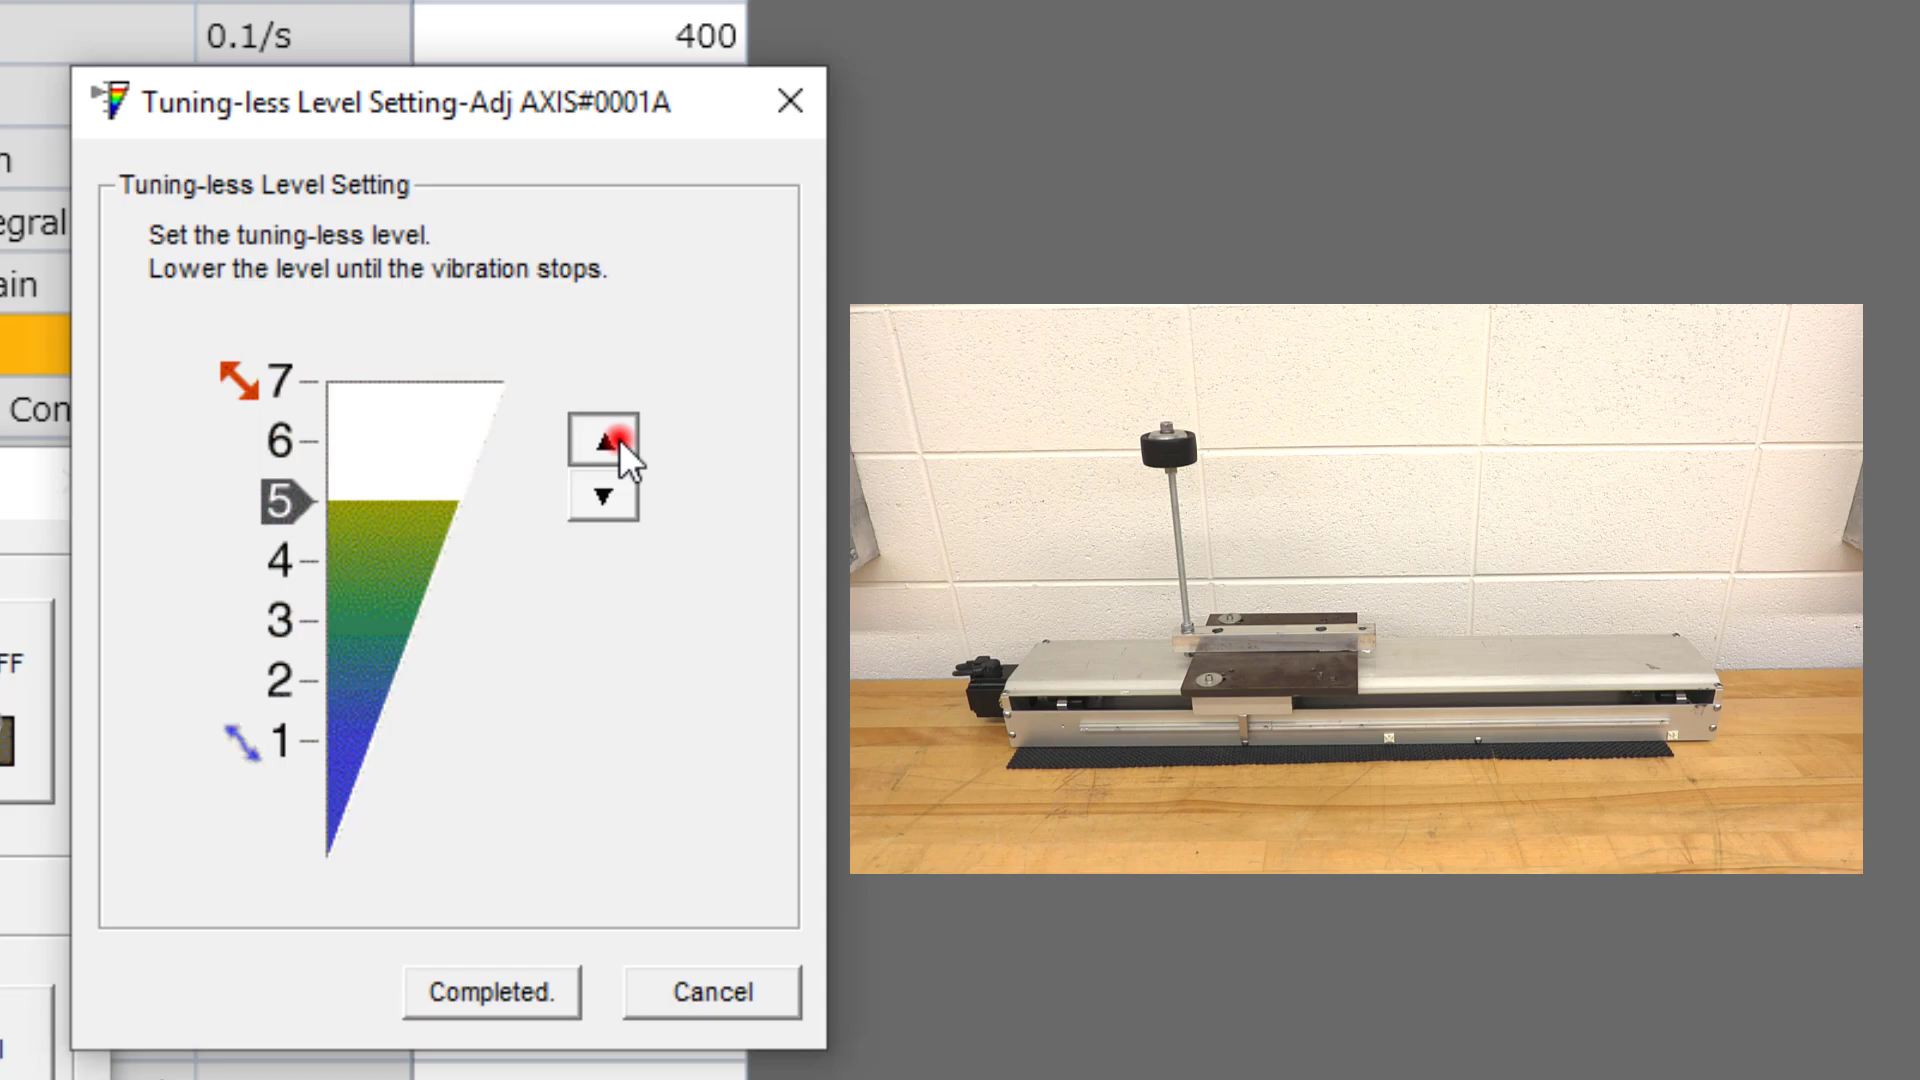 0.1/s 400
Tuning-less Level Setting-Adj AXIS#0001A
Tuning-less Level Setting
Set the tuning-less level.
Lower the level until the vibration stops.
n
egral
ain
Con
7
6
5
4
3
2
1
FF
Completed.
Cancel